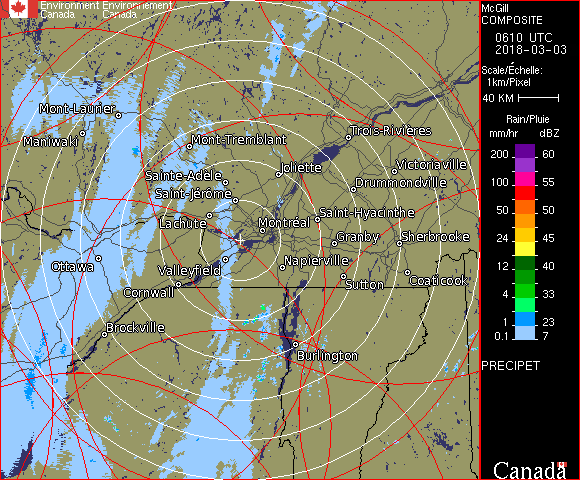 Environment Environnement
Canada Canada
McGill
COMPOSITE
0610 UTC
2018-03-03
Scale/Échelle:
1km/Pixel
40 KM
Rain/Pluie
mm/hr dBZ
200 60
100 55
50 50
24 45
12 40
8 33
4 30
1 23
0.1 7
PRECIPET
Canada
Mont-Laurier
Maniwaki
Mont-Tremblant
Trois-Rivières
Joliette
Victoriaville
Sainte-Adèle
Drummondville
Saint-Jérôme
Lachute
Saint-Hyacinthe
Montréal
Granby
Sherbrooke
Ottawa
Valleyfield
Napierville
Cornwall
Sutton
Coaticook
Brockville
Burlington